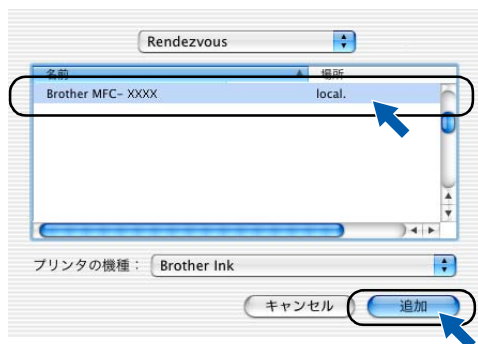 Rendezvous
名前 場所
Brother MFC- XXXX local.
プリンタの機種： Brother Ink
キャンセル 追加